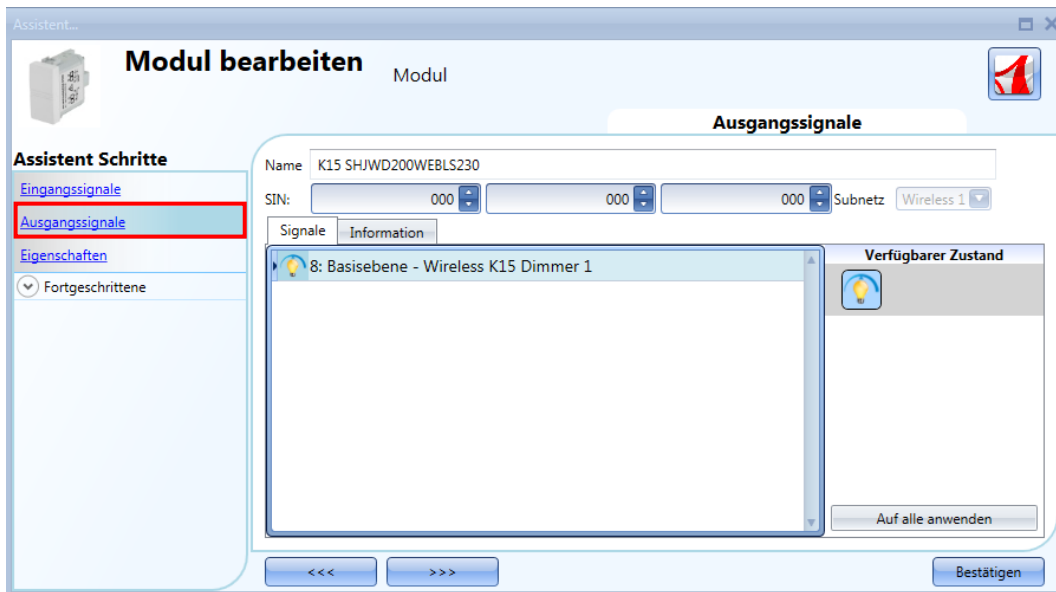 Assistent...
Modul bearbeiten
Modul
Ausgangssignale
Assistent Schritte
Eingangssignale
Ausgangssignale
Eigenschaften
Fortgeschrittene
Name K15 SHJWD200WEBLS230
SIN: 000 000 000 Subnetz Wireless 1
Signale Information
8: Basisebene - Wireless K15 Dimmer 1
Verfügbarer Zustand
Auf alle anwenden
<<< >>> Bestätigen